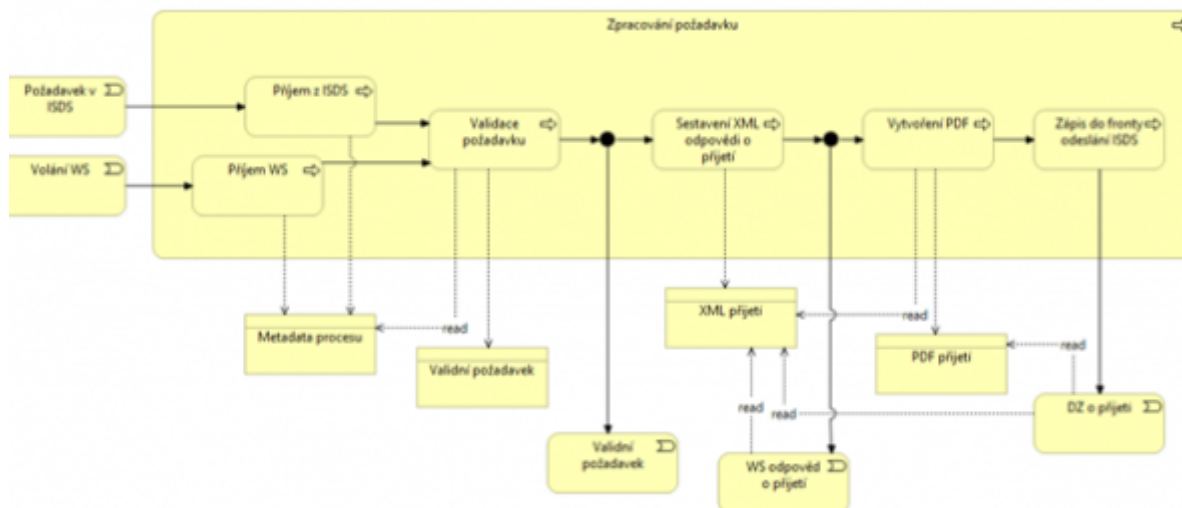 Zpracování požadavku
Požadavek v
ISDS
Příjem z ISDS
Validace
požadavku
Sestavení XML
odpovědi o
přijetí
Vytvoření PDF
Zápis do fronty
odeslání ISDS
Volání WS
Příjem WS
Metadata procesu
read
Validní požadavek
XML přijetí
read
PDF přijetí
read
read
read
DZ o přijetí
Validní
požadavek
WS odpověd
o přijetí